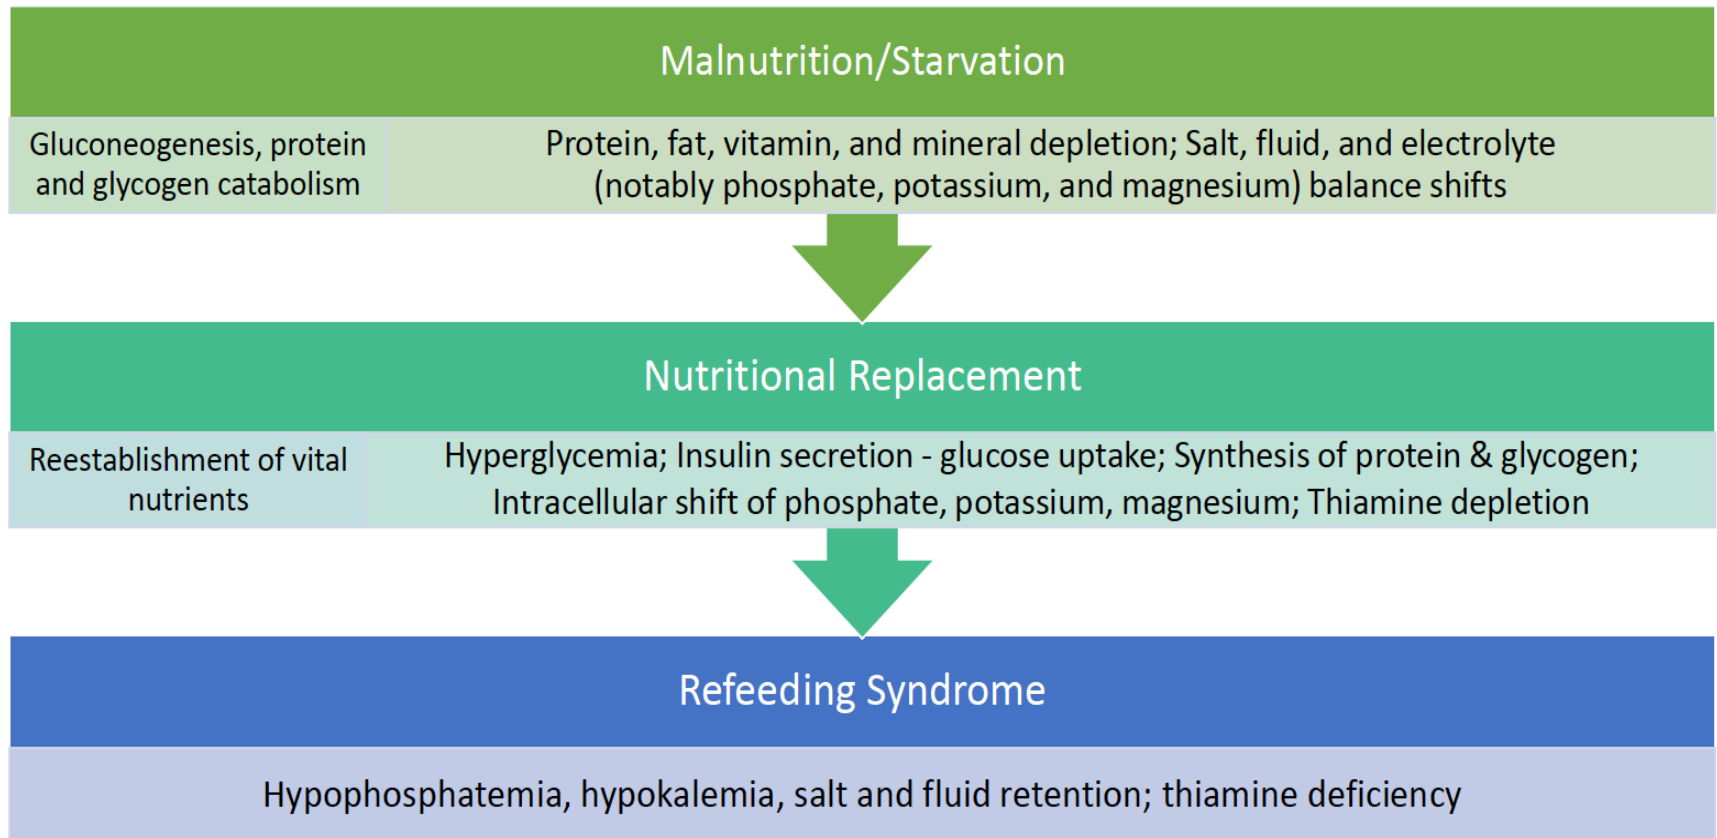 Malnutrition/Starvation
Gluconeogenesis, protein
and glycogen catabolism
Protein, fat, vitamin, and mineral depletion; Salt, fluid, and electrolyte
(notably phosphate, potassium, and magnesium) balance shifts
Nutritional Replacement
Reestablishment of vital
nutrients
Hyperglycemia; Insulin secretion - glucose uptake; Synthesis of protein & glycogen;
Intracellular shift of phosphate, potassium, magnesium; Thiamine depletion
Refeeding Syndrome
Hypophosphatemia, hypokalemia, salt and fluid retention; thiamine deficiency